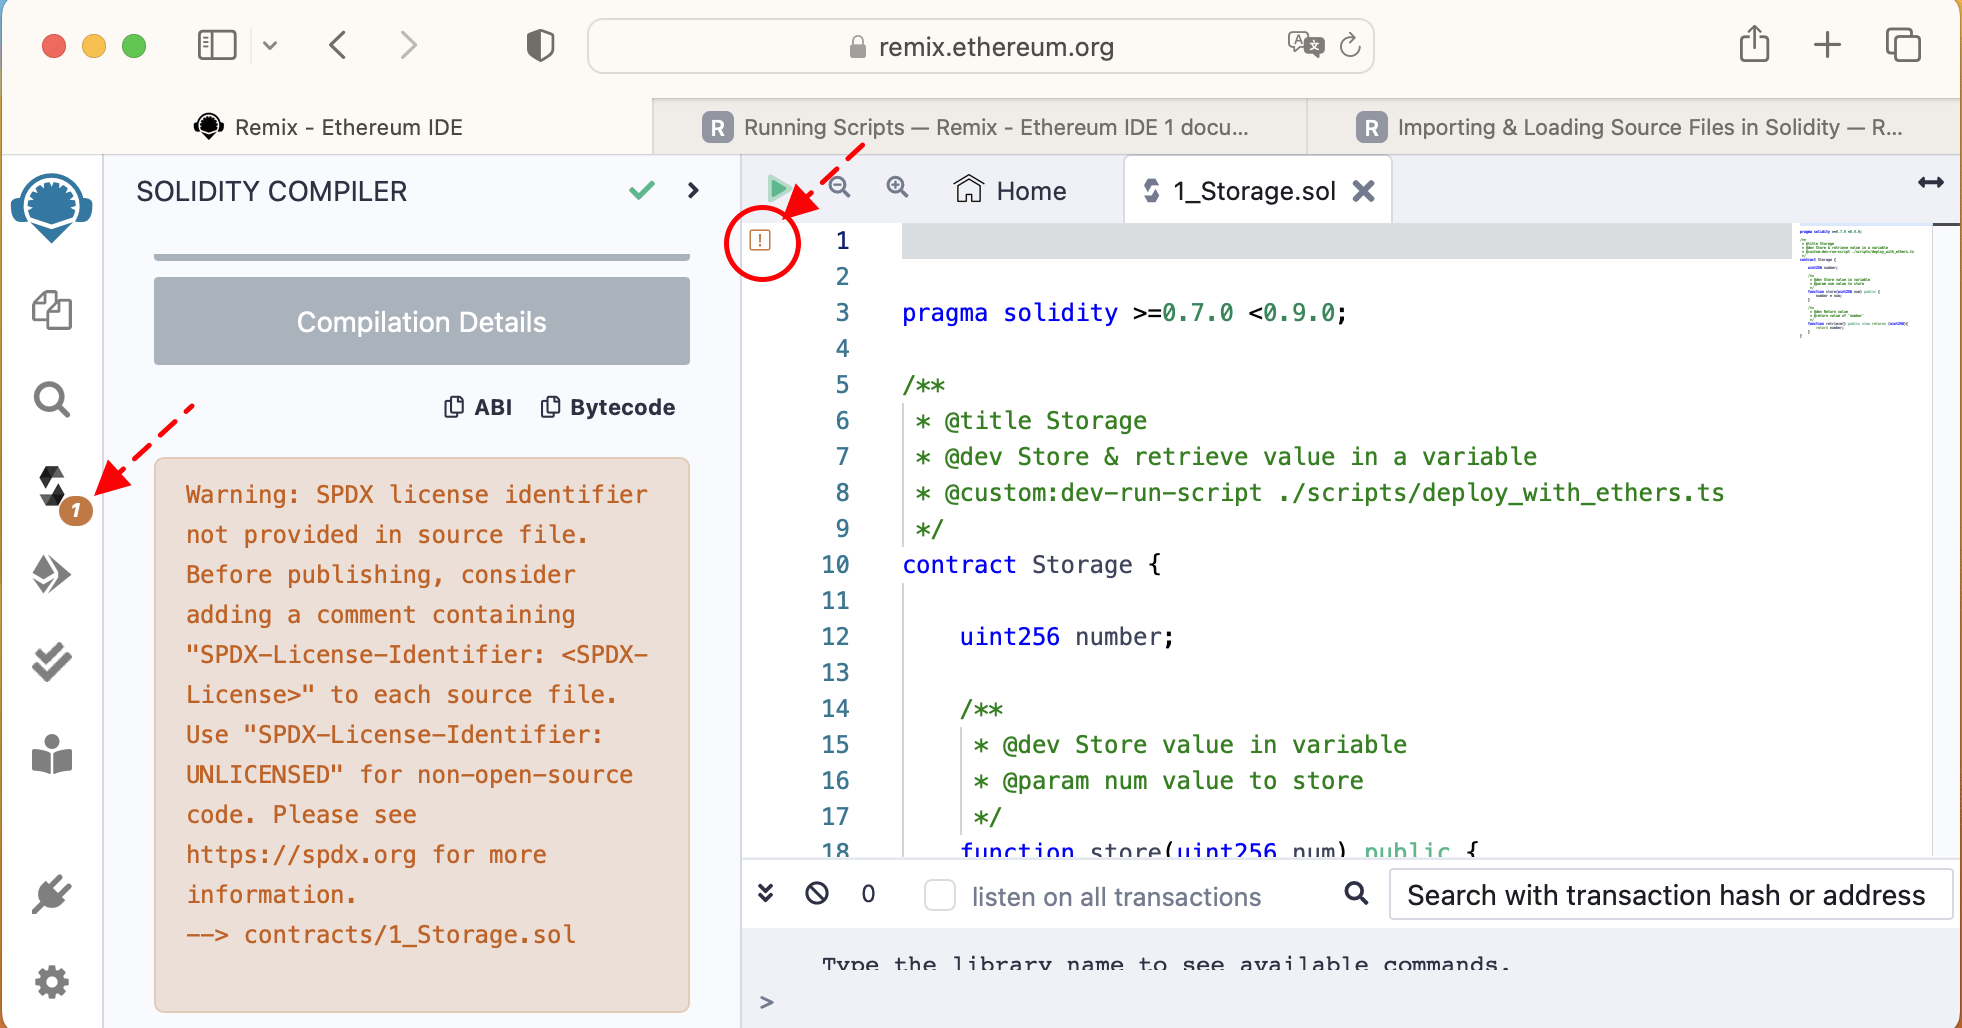 remix.ethereum.org
Remix - Ethereum IDE
R Running Scripts — Remix - Ethereum IDE 1 docu...
R Importing & Loading Source Files in Solidity — R...
SOLIDITY COMPILER
Home
1_Storage.sol
Compilation Details
ABI
Bytecode
1
Warning: SPDX license identifier
not provided in source file.
Before publishing, consider
adding a comment containing
"SPDX-License-Identifier: <SPDX-
License>" to each source file.
Use "SPDX-License-Identifier:
UNLICENSED" for non-open-source
code. Please see
https://spdx.org for more
information.
--> contracts/1_Storage.sol
1
2
3 pragma solidity >=0.7.0 <0.9.0;
4
5 /**
6 * @title Storage
7 * @dev Store & retrieve value in a variable
8 * @custom:dev-run-script ./scripts/deploy_with_ethers.ts
9 */
10 contract Storage {
11
12 uint256 number;
13
14 /**
15 * @dev Store value in variable
16 * @param num value to store
17 */
18 function store(uint256 num) public {
0
listen on all transactions
Search with transaction hash or address
Type the library name to see available commands.
>